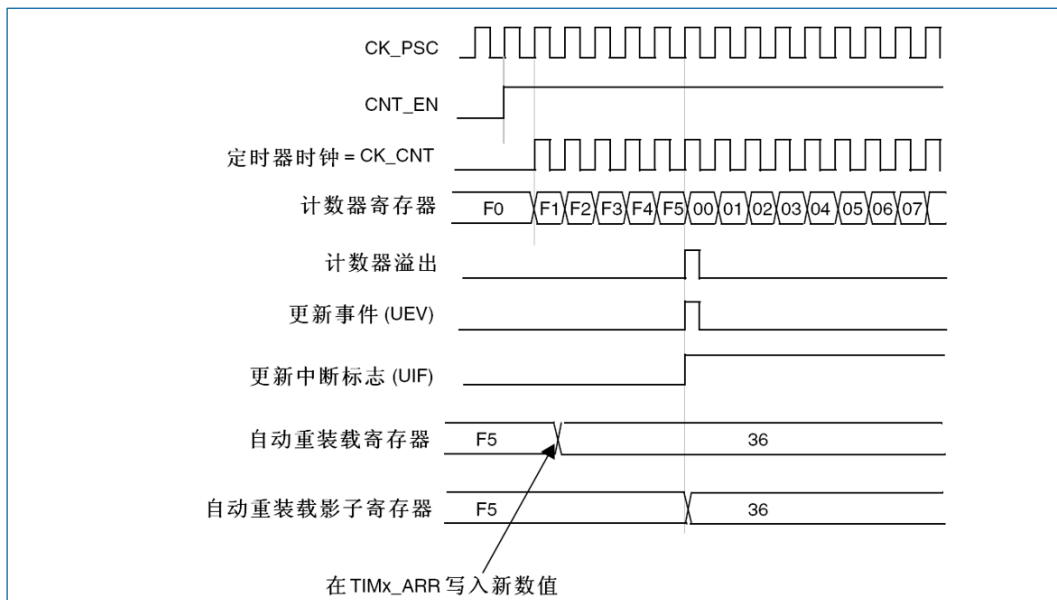 CK_PSC
CNT_EN
定时器时钟 = CK_CNT
计数器寄存器 F0 F1 F2 F3 F4 F5 00 01 02 03 04 05 06 07
计数器溢出
更新事件 (UEV)
更新中断标志 (UIF)
自动重装载寄存器 F5 36
自动重装载影子寄存器 F5 36
在 TIMx_ARR 写入新数值